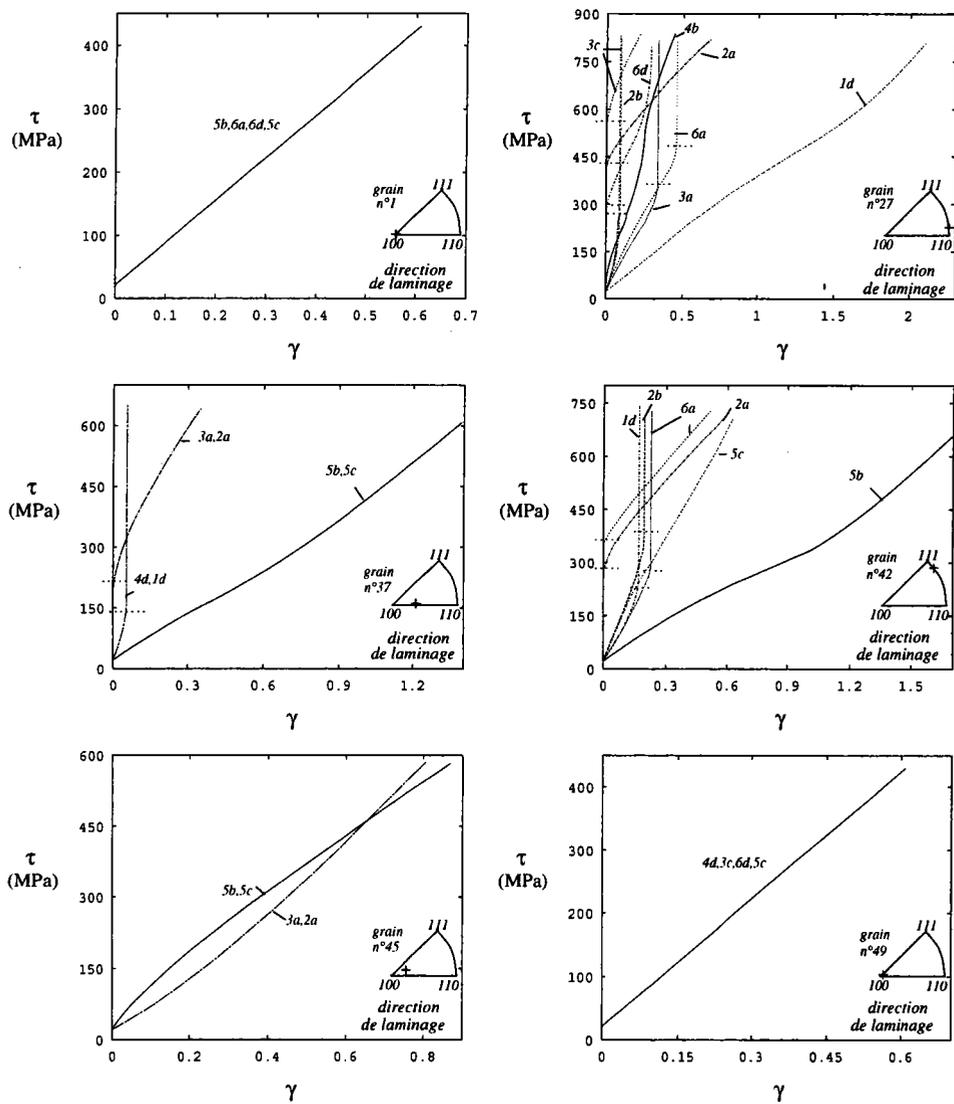 400
300
200
100
0
τ
(MPa)
5b,6a,6d,5c
grain
n°1
111
100
110
direction
de laminage
0
0.1
0.2
0.3
0.4
0.5
0.6
0.7
γ
900
750
600
450
300
150
0
τ
(MPa)
3c
6d
2b
4b
2a
6a
3a
1d
grain
n°27
111
100
110
direction
de laminage
0
0.5
1
1.5
2
γ
600
450
300
150
0
τ
(MPa)
3a,2a
5b,5c
4d,1d
grain
n°37
111
100
110
direction
de laminage
0
0.3
0.6
0.9
1.2
γ
750
600
450
300
150
0
τ
(MPa)
1d
2b
6a
2a
5c
5b
grain
n°42
111
100
110
direction
de laminage
0
0.3
0.6
0.9
1.2
1.5
γ
600
450
300
150
0
τ
(MPa)
5b,5c
3a,2a
grain
n°45
111
100
110
direction
de laminage
0
0.2
0.4
0.6
0.8
γ
400
300
200
100
0
τ
(MPa)
4d,3c,6d,5c
grain
n°49
111
100
110
direction
de laminage
0
0.15
0.3
0.45
0.6
γ